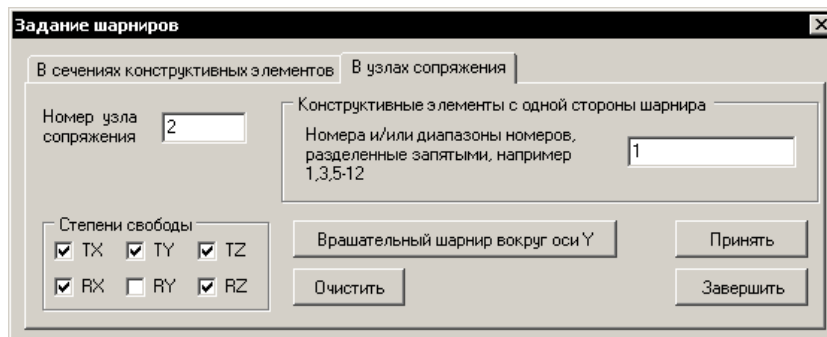 Задание шарниров
В сечениях конструктивных элементов
В узлах сопряжения
Номер узла
сопряжения
2
Конструктивные элементы с одной стороны шарнира
Номера и/или диапазоны номеров,
разделенные запятыми, например
1,3,5-12
1
Степени свободы
TX TY TZ
RX RY RZ
Врашательный шарнир вокруг оси Y
Принять
Очистить
Завершить